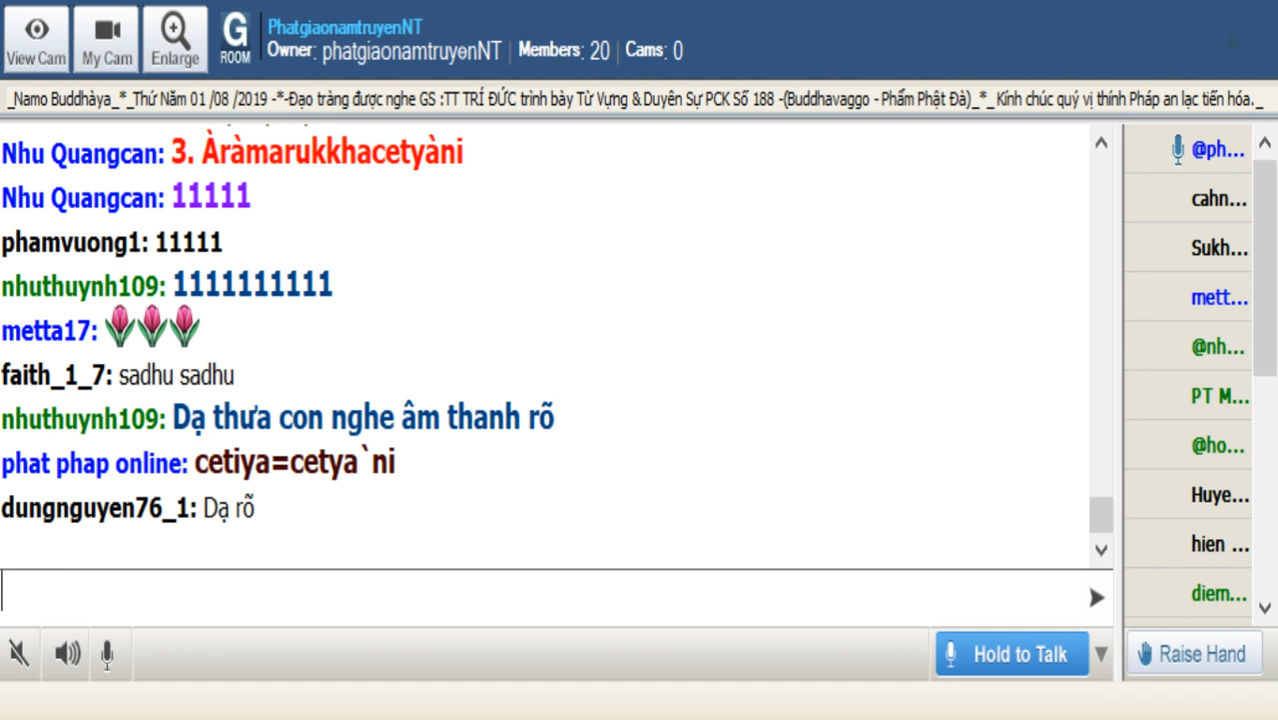 PhatgiaonamtruyenNT
View Cam
My Cam
Enlarge
G ROOM
Owner: phatgiaonamtruyenNT | Members: 20 | Cams: 0
_Namo Buddhàya_*_Thứ Năm 01 /08 /2019 -*-Đạo tràng được nghe GS :TT TRÍ ĐỨC trình bày Từ Vựng & Duyên Sự PCK Số 188 -(Buddhavaggo - Phẩm Phật Đà)_*_ Kính chúc quý vị thính Pháp an lạc tiến hóa._
Nhu Quangcan: 3. Àràmarukkhacetyàni
Nhu Quangcan: 11111
phamvuong1: 11111
nhuthuynh109: 1111111111
metta17:
faith_1_7: sadhu sadhu
nhuthuynh109: Dạ thưa con nghe âm thanh rõ
phat phap online: cetiya=cetya`ni
dungnguyen76_1: Dạ rõ
@ph...
cahn...
Sukh...
mett...
@nh...
PT M...
@ho...
Huye...
hien ...
diem...
Hold to Talk
Raise Hand